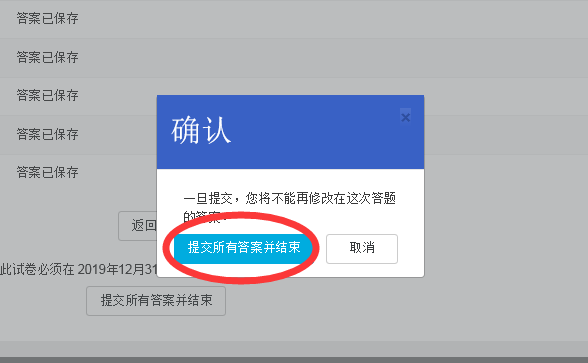 答案已保存
答案已保存
答案已保存
答案已保存
答案已保存
确认
×
一旦提交，您将不能再修改在这次答题
的答案。
提交所有答案并结束
取消
返回
此试卷必须在 2019年12月31
提交所有答案并结束